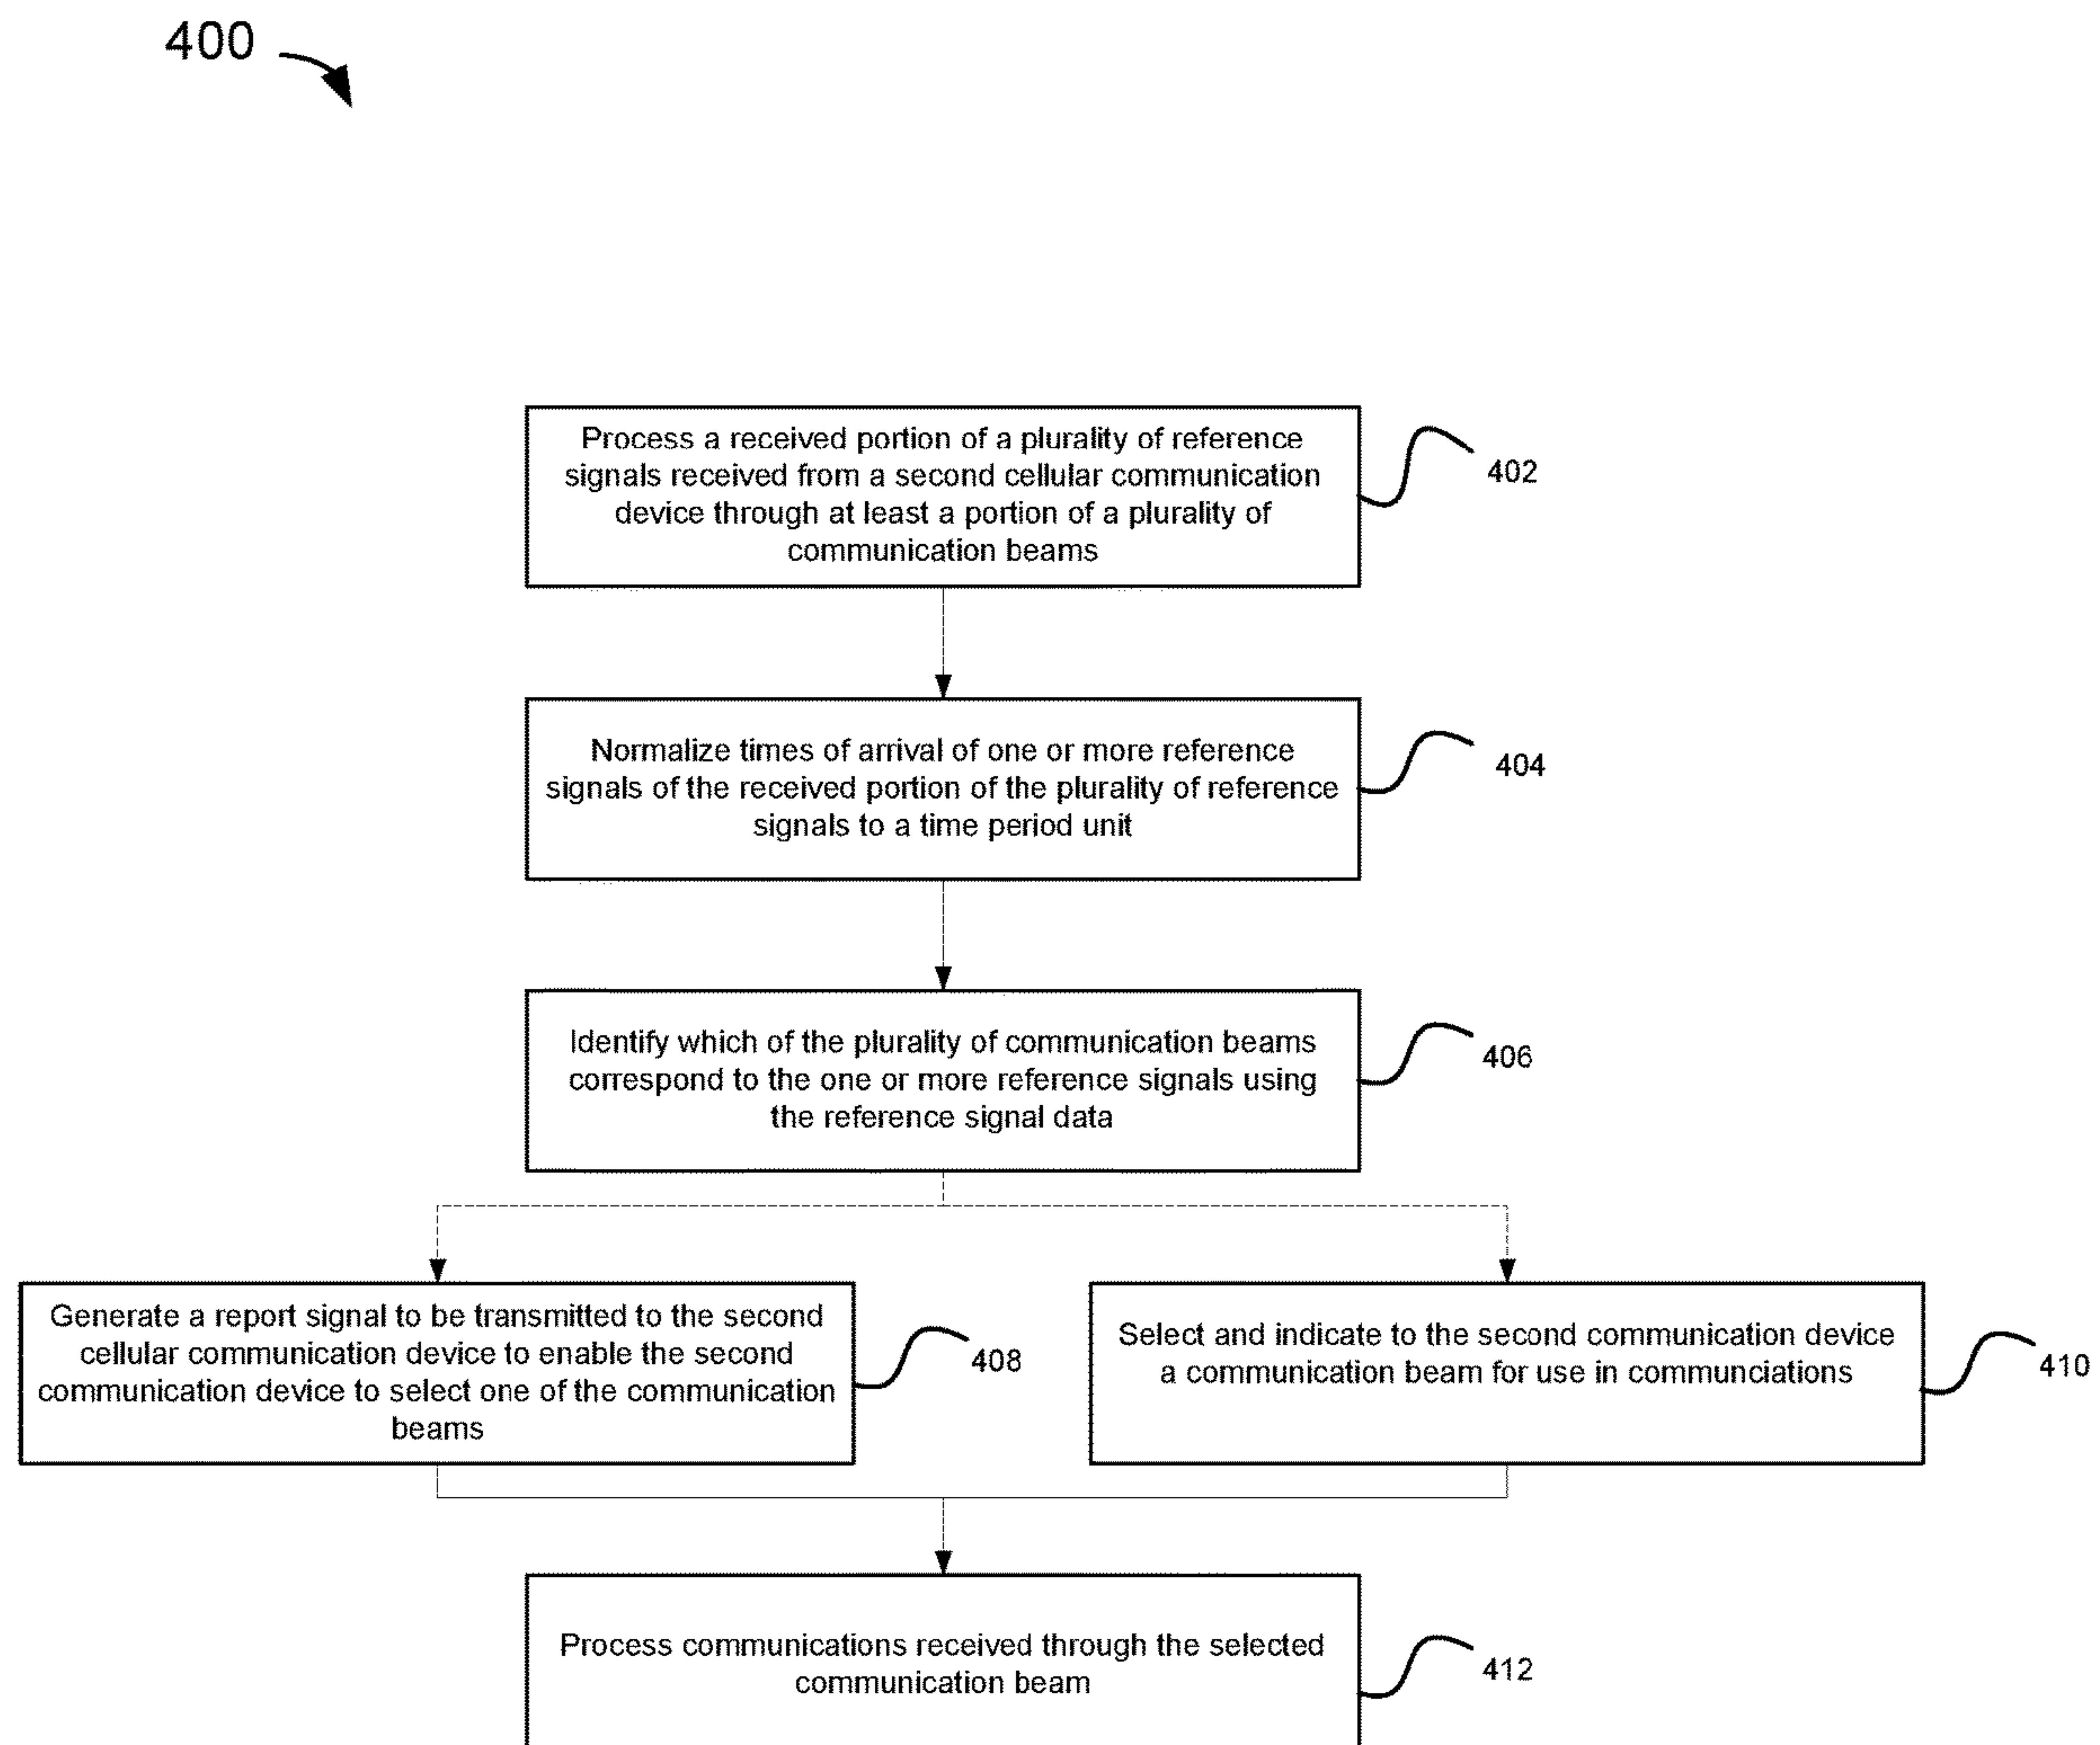 400
Process a received portion of a plurality of reference
signals received from a second cellular communication
device through at least a portion of a plurality of
communication beams
402
Normalize times of arrival of one or more reference
signals of the received portion of the plurality of reference
signals to a time period unit
404
Identify which of the plurality of communication beams
correspond to the one or more reference signals using
the reference signal data
406
Generate a report signal to be transmitted to the second
cellular communication device to enable the second
communication device to select one of the communication
beams
408
Select and indicate to the second communication device
a communication beam for use in communciations
410
Process communications received through the selected
communication beam
412